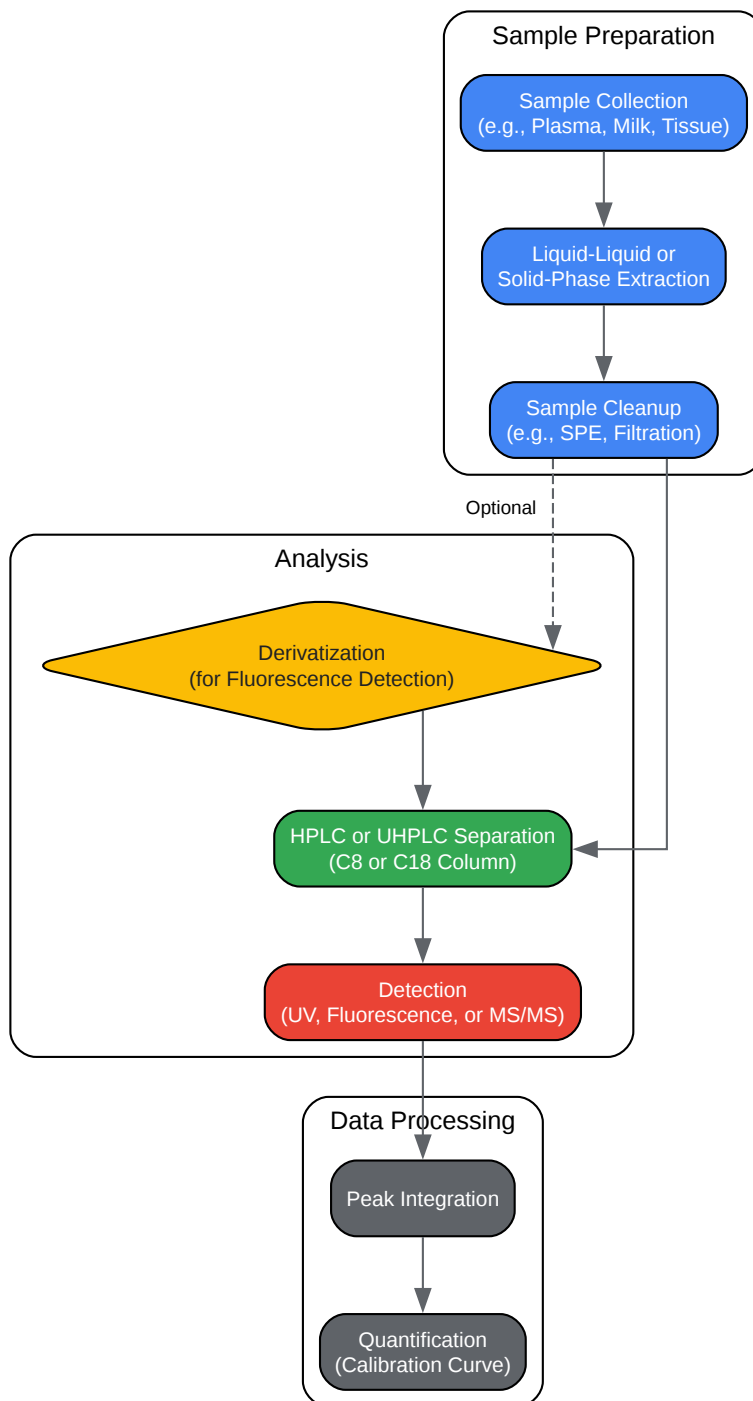 Sample Preparation
Sample Collection
(e.g., Plasma, Milk, Tissue)
Liquid-Liquid or
Solid-Phase Extraction
Sample Cleanup
(e.g., SPE, Filtration)
Optional
Analysis
Derivatization
(for Fluorescence Detection)
HPLC or UHPLC Separation
(C8 or C18 Column)
Detection
(UV, Fluorescence, or MS/MS)
Data Processing
Peak Integration
Quantification
(Calibration Curve)